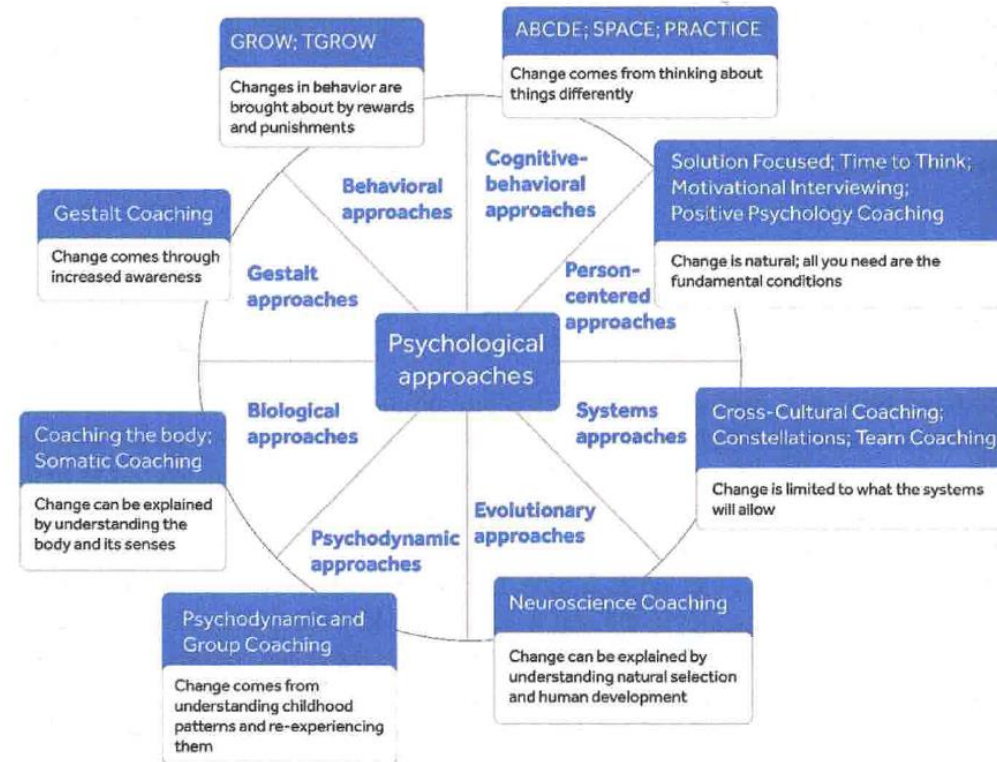 GROW; TGROW
Changes in behavior are
brought about by rewards
and punishments
ABCDE; SPACE; PRACTICE
Change comes from thinking about
things differently
Solution Focused; Time to Think;
Motivational Interviewing;
Positive Psychology Coaching
Change is natural; all you need are the
fundamental conditions
Gestalt Coaching
Change comes through
increased awareness
Behavioral
approaches
Cognitive-
behavioral
approaches
Gestalt
approaches
Person-
centered
approaches
Psychological
approaches
Biological
approaches
Systems
approaches
Psychodynamic
approaches
Evolutionary
approaches
Cross-Cultural Coaching;
Constellations; Team Coaching
Change is limited to what the systems
will allow
Coaching the body;
Somatic Coaching
Change can be explained
by understanding the
body and its senses
Psychodynamic and
Group Coaching
Change comes from
understanding childhood
patterns and re-experiencing
them
Neuroscience Coaching
Change can be explained by
understanding natural selection
and human development